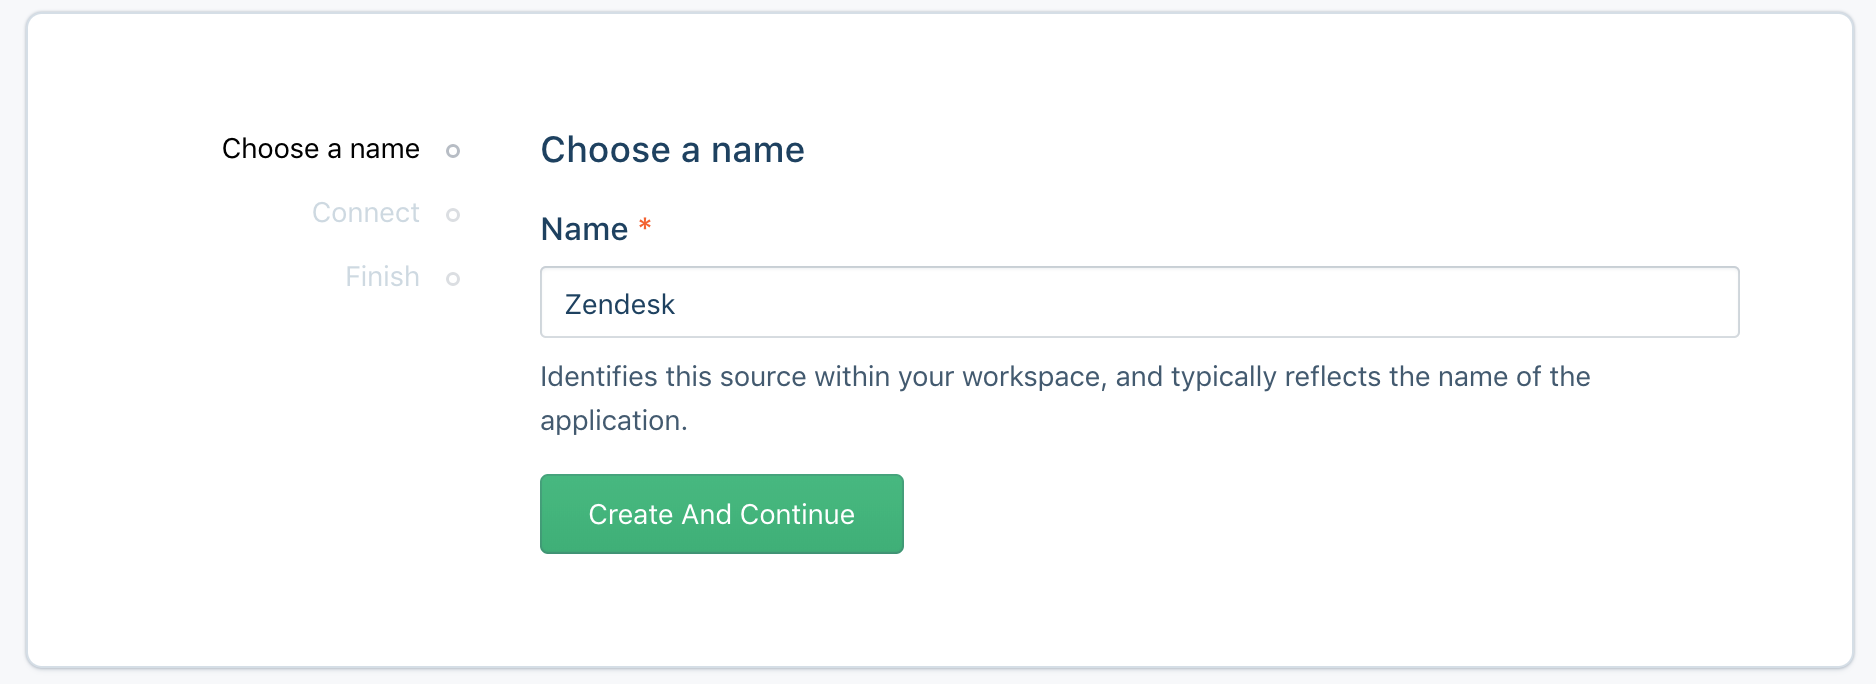 Choose a name
Connect
Finish
Choose a name
Name *
Zendesk
Identifies this source within your workspace, and typically reflects the name of the
application.
Create And Continue